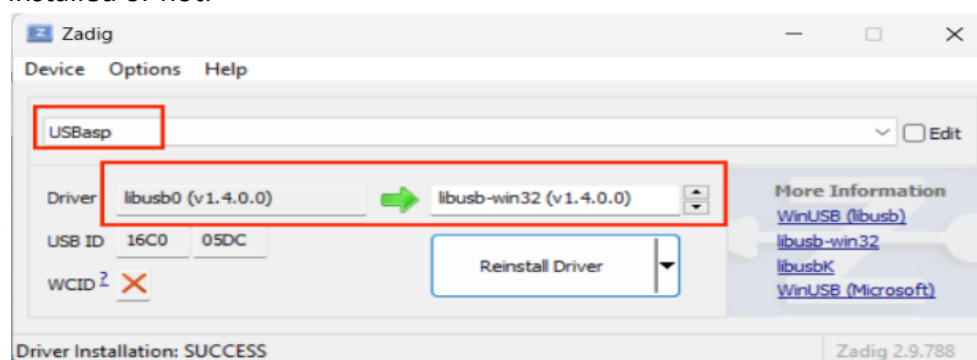 Zadig
Device Options Help
USBasp Edit
Driver libusb0 (v1.4.0.0) libusb-win32 (v1.4.0.0)
USB ID 16C0 05DC
WCID ?
Reinstall Driver
More Information
WinUSB (libusb)
libusb-win32
libusbK
WinUSB (Microsoft)
Driver Installation: SUCCESS Zadig 2.9.788